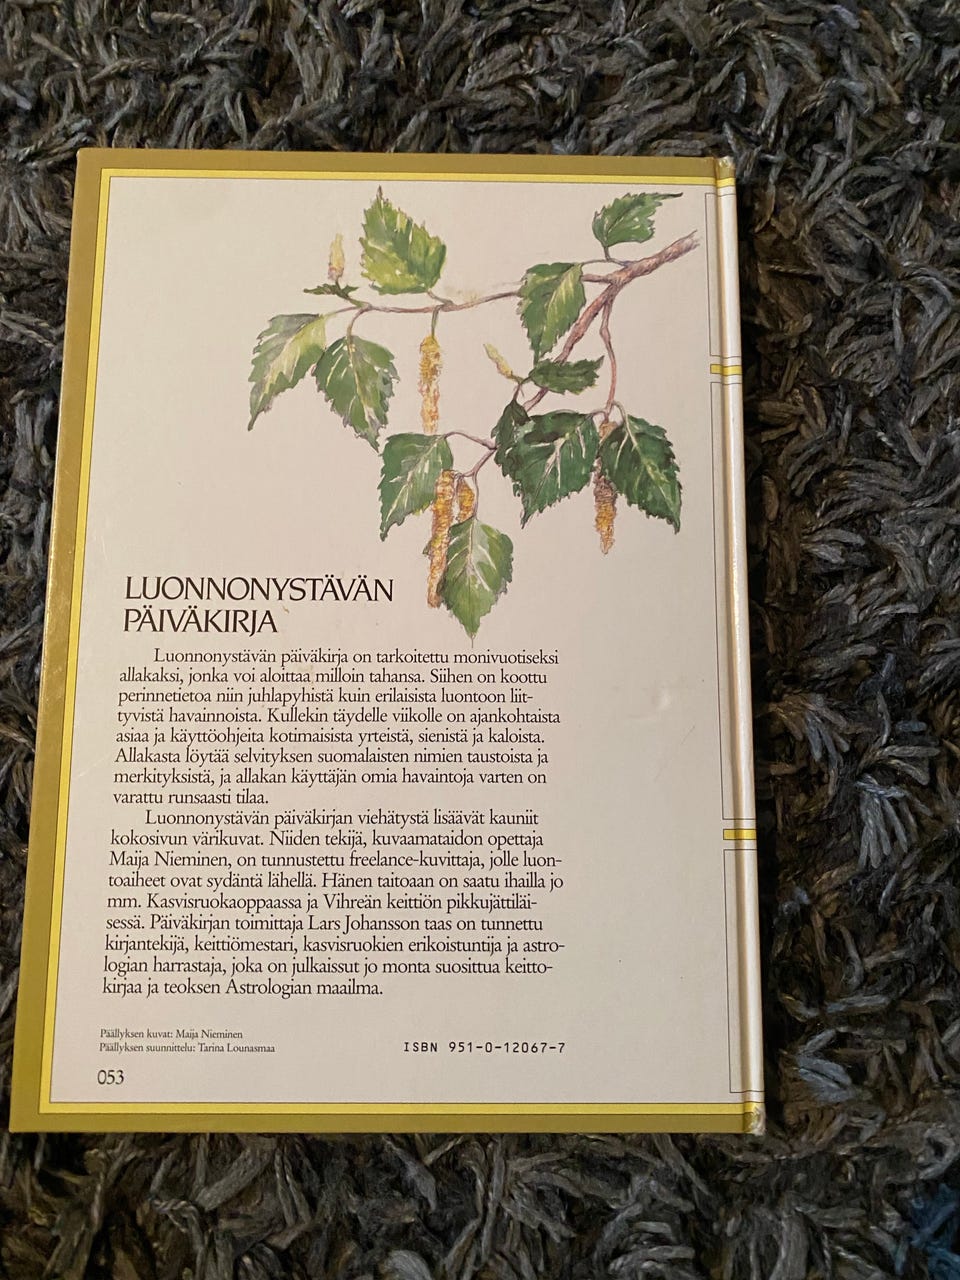 LUONNONYSTÄVÄN
PÄIVÄKIRJA
Luonnonystävän päiväkirja on tarkoitettu monivuotiseksi
allakaksi, jonka voi aloittaa milloin tahansa. Siihen on koottu
perinnetietoa niin juhlapyhistä kuin erilaisista luontoon liit-
tyvistä havainnoista. Kullekin täydelle viikolle on ajankohtaista
asiaa ja käyttöohjeita kotimaisista yrteistä, sienistä ja kaloista.
Allakasta löytää selvityksen suomalaisten nimien taustoista ja
merkityksistä, ja allakan käyttäjän omia havaintoja varten on
varattu runsaasti tilaa.
Luonnonystävän päiväkirjan viehätystä lisäävät kauniit
kokosivun värikuvat. Niiden tekijä, kuvaamataidon opettaja
Maija Nieminen, on tunnustettu freelance-kuvittaja, jolle luon-
toaiheet ovat sydäntä lähellä. Hänen taitoaan on saatu ihailla jo
mm. Kasvisruokaoppaassa ja Vihreän keittiön pikkujättiläi-
sessä. Päiväkirjan toimittaja Lars Johansson taas on tunnettu
kirjantekijä, keittiömestari, kasvisruokien erikoistuntija ja astro-
logian harrastaja, joka on julkaissut jo monta suosittua keitto-
kirjaa ja teoksen Astrologian maailma.
Päällyksen kuvat: Maija Nieminen
Päällyksen suunnittelu: Tarina Lounasmaa
ISBN 951-0-12067-7
053